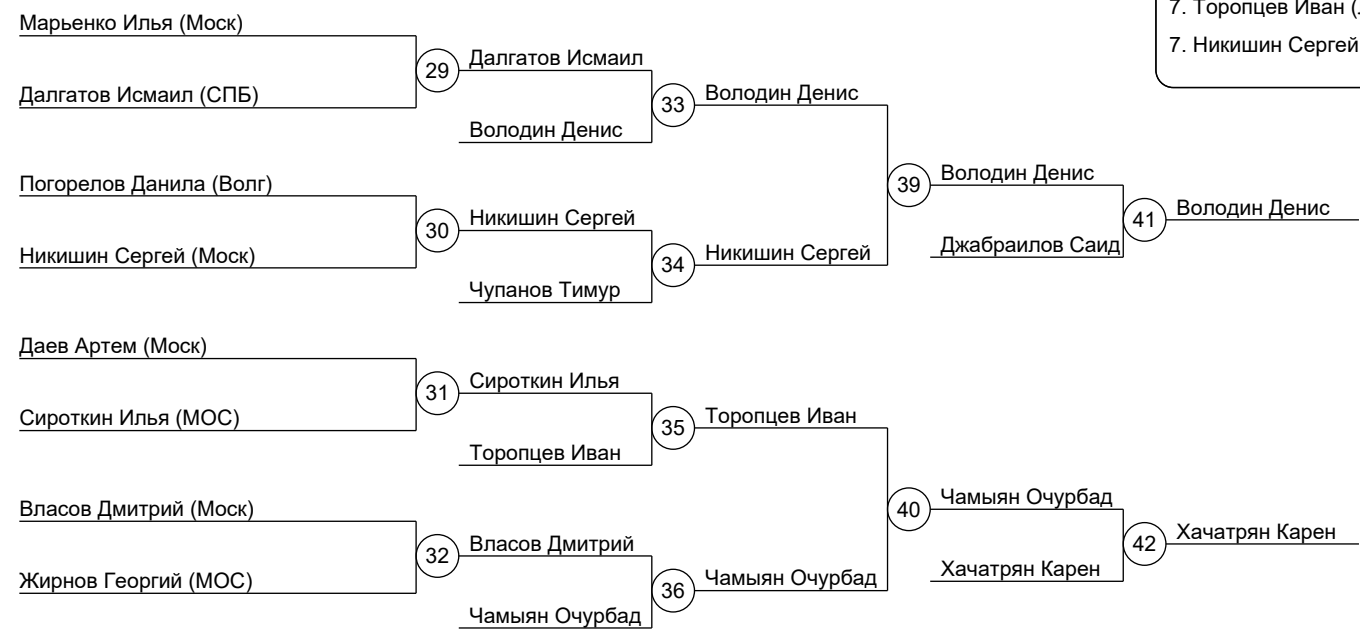 7. Торопцев Иван (
7. Никишин Сергей
Марьенко Илья (Моск)
29
Далгатов Исмаил
Далгатов Исмаил (СПБ)
33
Володин Денис
Володин Денис
Погорелов Данила (Волг)
39
Володин Денис
30
Никишин Сергей
41
Володин Денис
Никишин Сергей (Моск)
34
Никишин Сергей
Джабраилов Саид
Чупанов Тимур
Даев Артем (Моск)
31
Сироткин Илья
Сироткин Илья (МОС)
35
Торопцев Иван
Торопцев Иван
Власов Дмитрий (Моск)
40
Чамыян Очурбад
32
Власов Дмитрий
42
Хачатрян Карен
Жирнов Георгий (МОС)
36
Чамыян Очурбад
Хачатрян Карен
Чамыян Очурбад